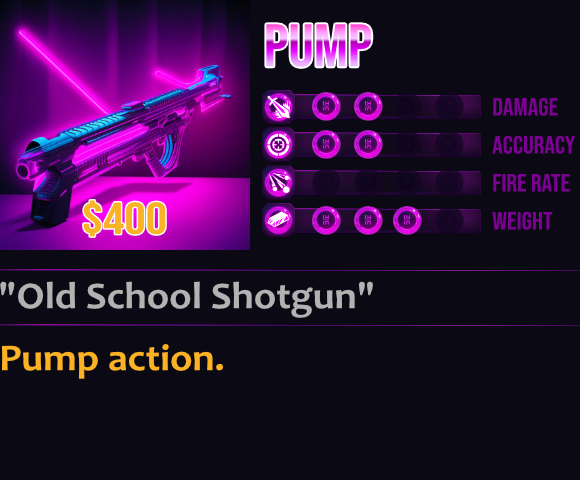 PUMP
DAMAGE
ACCURACY
FIRE RATE
WEIGHT
$400
"Old School Shotgun"
Pump action.